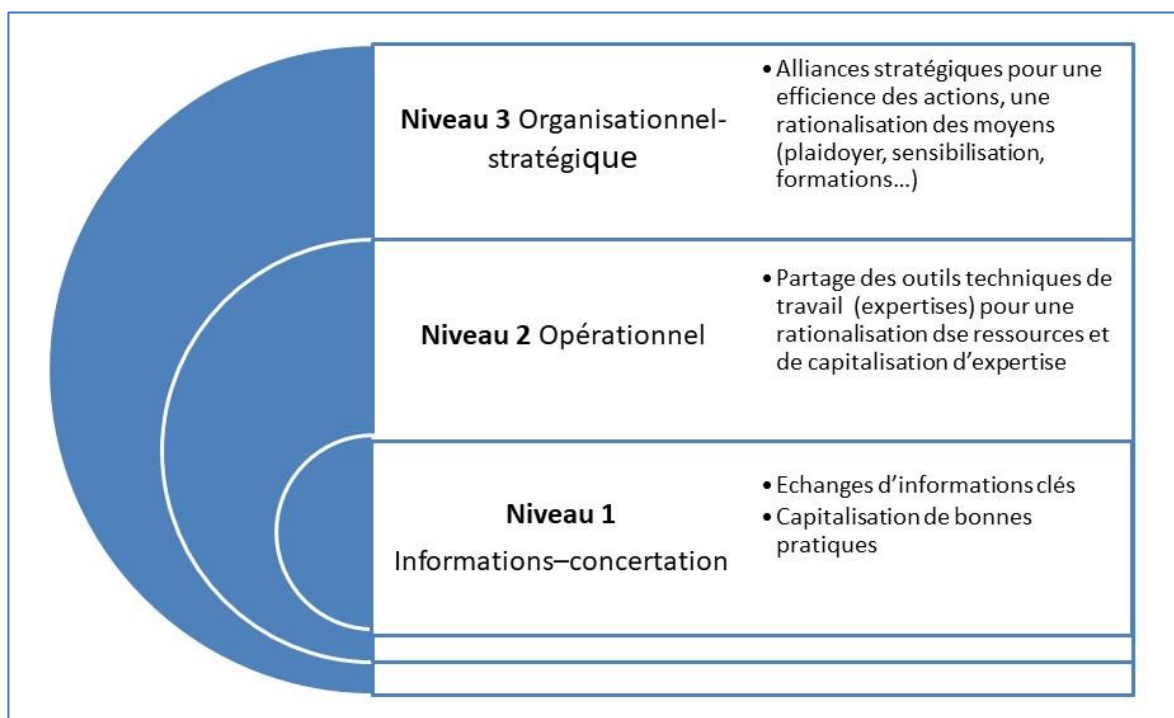 Niveau 3 Organisationnel-
stratégique
• Alliances stratégiques pour une
efficience des actions, une
rationalisation des moyens
(plaidoyer, sensibilisation,
formations…)
Niveau 2 Opérationnel
• Partage des outils techniques de
travail (expertises) pour une
rationalisation dse ressources et
de capitalisation d’expertise
Niveau 1
Informations–concertation
• Echanges d’informations clés
• Capitalisation de bonnes
pratiques